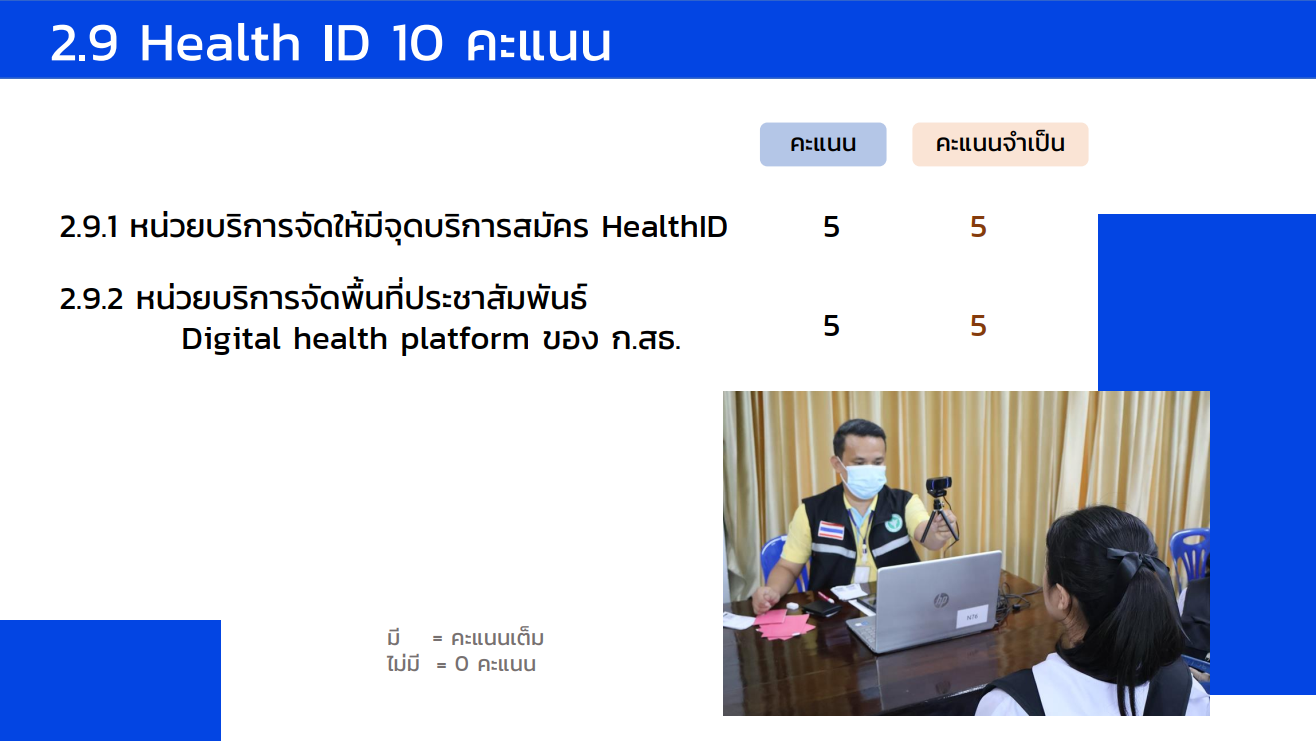 2.9 Health ID 10 คะแนน
คะแนน คะแนนจำเป็น
2.9.1 หน่วยบริการจัดให้มีจุดบริการสมัคร HealthID 5 5
2.9.2 หน่วยบริการจัดพื้นที่ประชาสัมพันธ์
Digital health platform ของ ก.สธ. 5 5
มี = คะแนนเต็ม
ไม่มี = 0 คะแนน
hp
N76